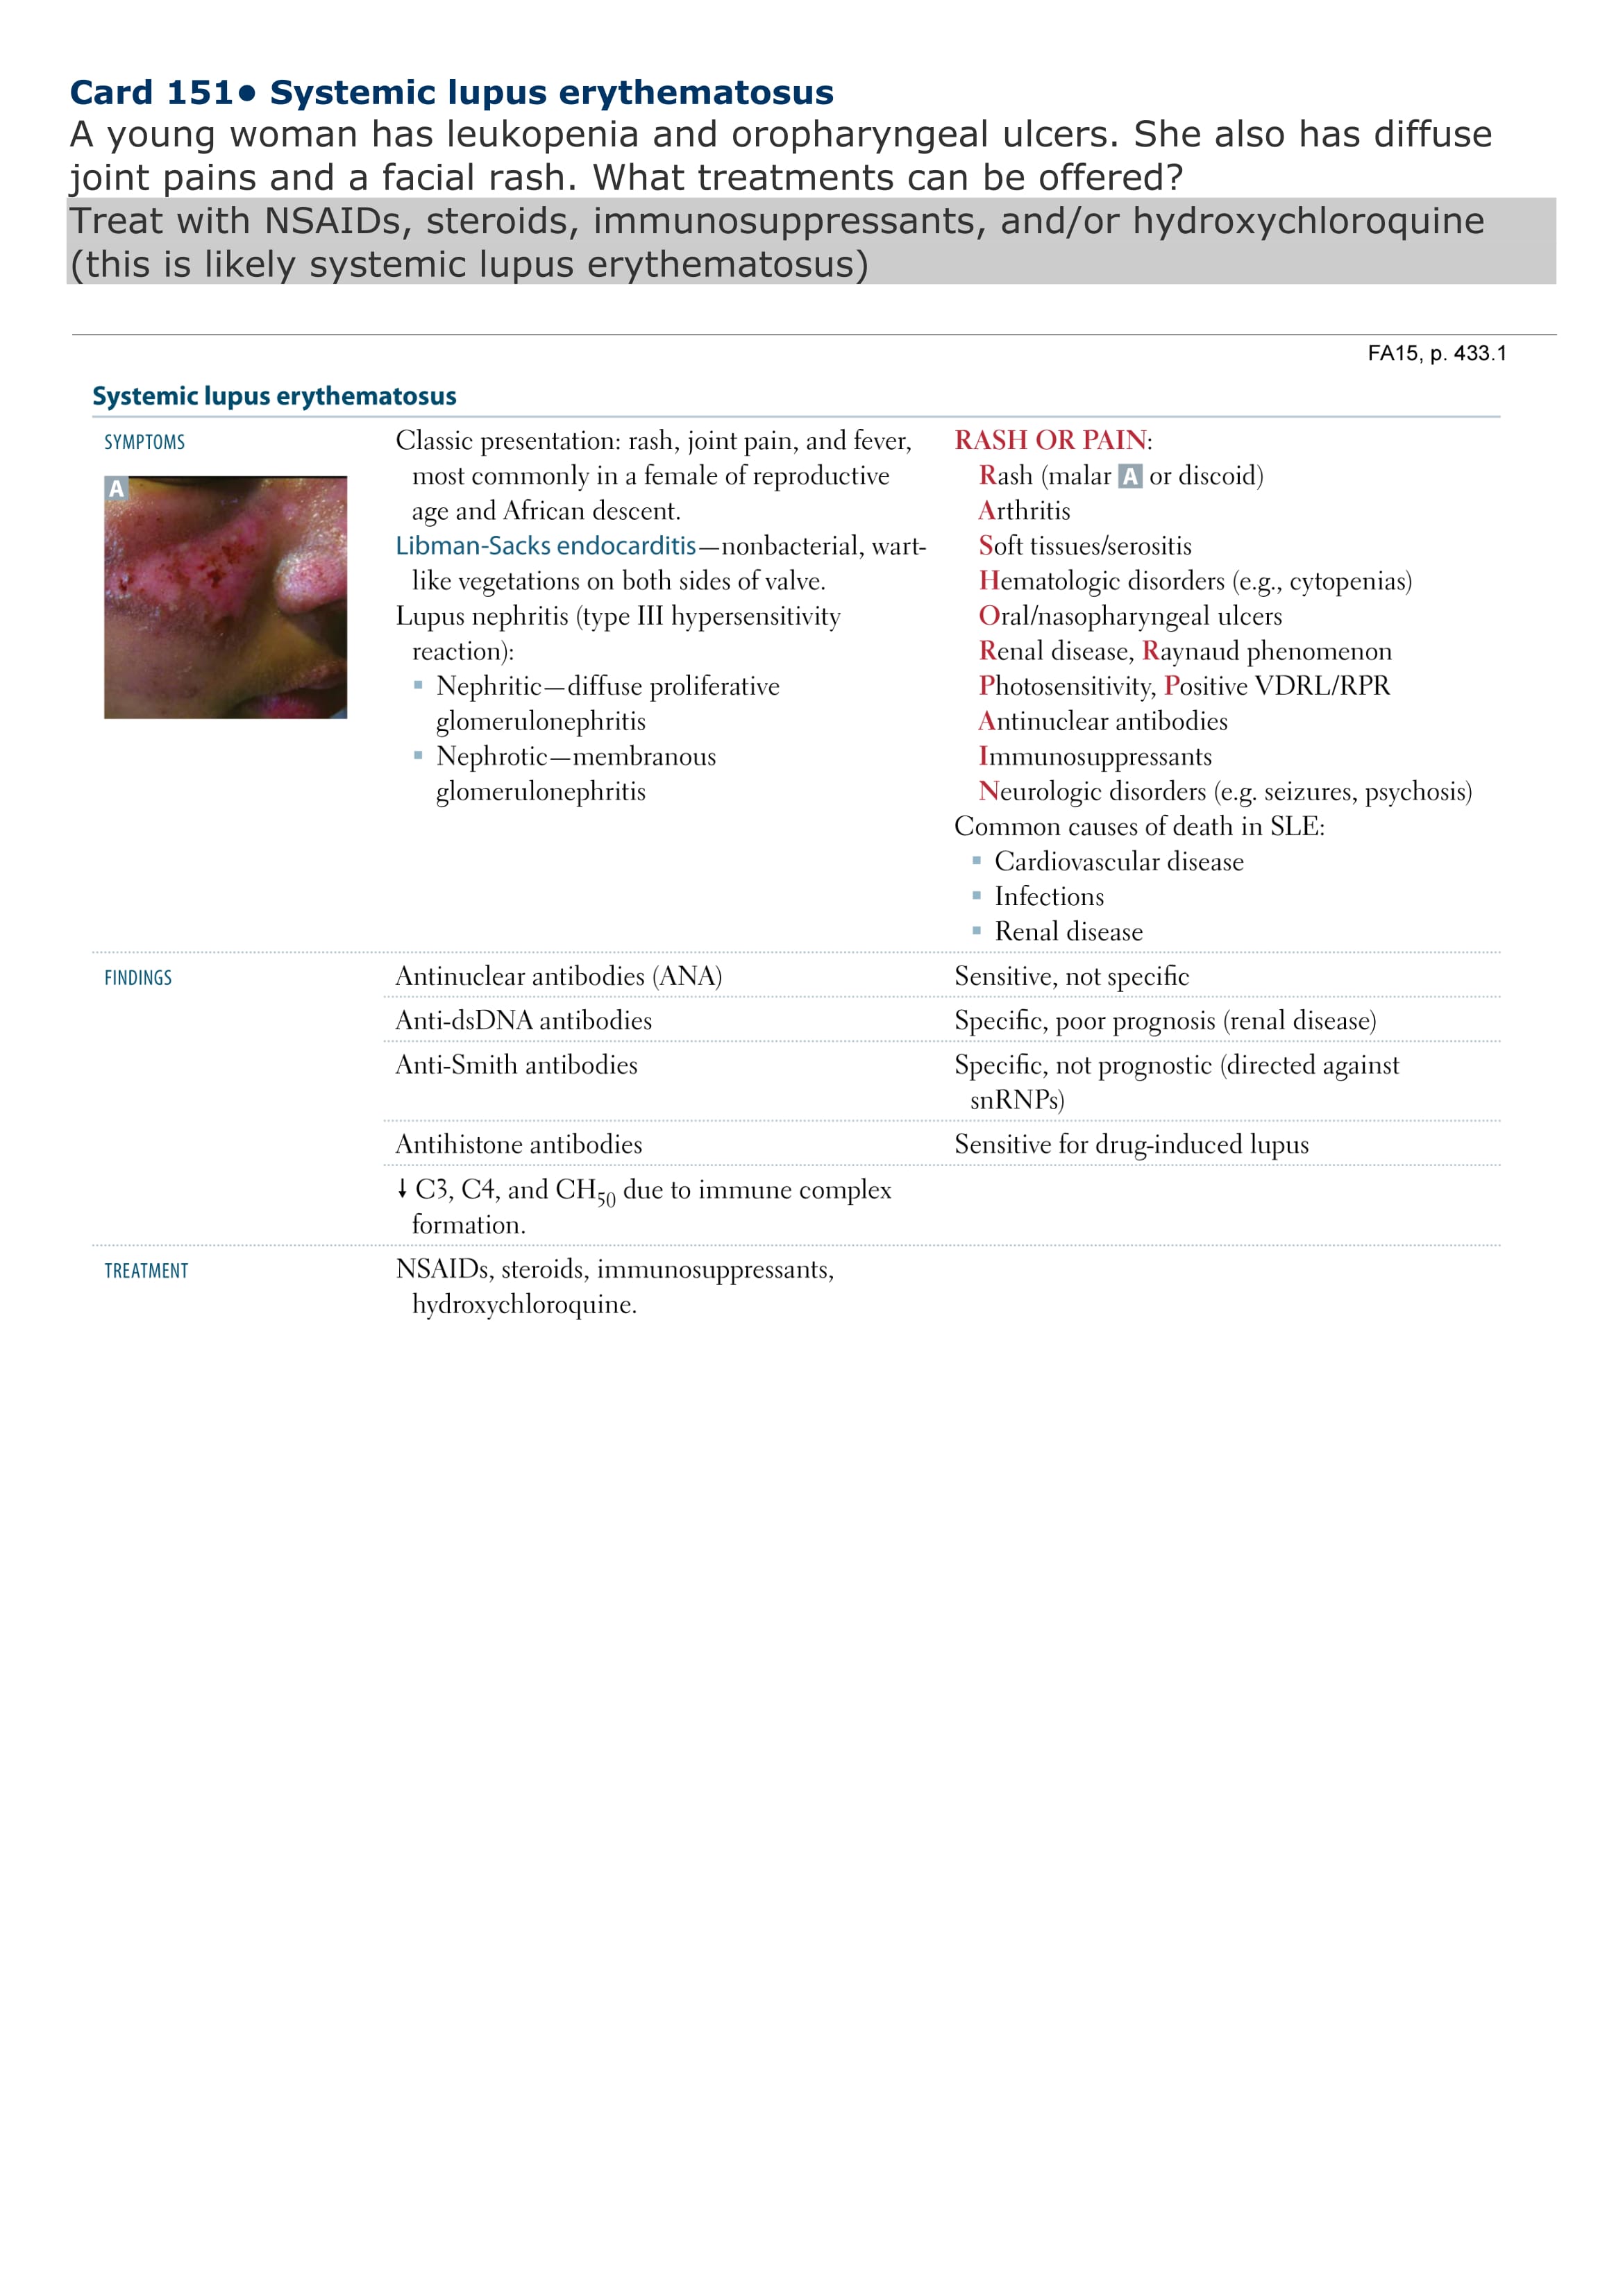 Card 151• Systemic lupus erythematosus
A young woman has leukopenia and oropharyngeal ulcers. She also has diffuse
joint pains and a facial rash. What treatments can be offered?
Treat with NSAIDs, steroids, immunosuppressants, and/or hydroxychloroquine
(this is likely systemic lupus erythematosus)
FA15, p. 433.1
Systemic lupus erythematosus
SYMPTOMS
A
Classic presentation: rash, joint pain, and fever,
most commonly in a female of reproductive
age and African descent.
Libman-Sacks endocarditis—nonbacterial, wart-
like vegetations on both sides of valve.
Lupus nephritis (type III hypersensitivity
reaction):
▪ Nephritic—diffuse proliferative
glomerulonephritis
▪ Nephrotic—membranous
glomerulonephritis
RASH OR PAIN:
Rash (malar A or discoid)
Arthritis
Soft tissues/serositis
Hematologic disorders (e.g., cytopenias)
Oral/nasopharyngeal ulcers
Renal disease, Raynaud phenomenon
Photosensitivity, Positive VDRL/RPR
Antinuclear antibodies
Immunosuppressants
Neurologic disorders (e.g. seizures, psychosis)
Common causes of death in SLE:
▪ Cardiovascular disease
▪ Infections
▪ Renal disease
FINDINGS
Antinuclear antibodies (ANA)
Sensitive, not specific
Anti-dsDNA antibodies
Specific, poor prognosis (renal disease)
Anti-Smith antibodies
Specific, not prognostic (directed against
snRNPs)
Antihistone antibodies
Sensitive for drug-induced lupus
↓ C3, C4, and CH50 due to immune complex
formation.
TREATMENT
NSAIDs, steroids, immunosuppressants,
hydroxychloroquine.